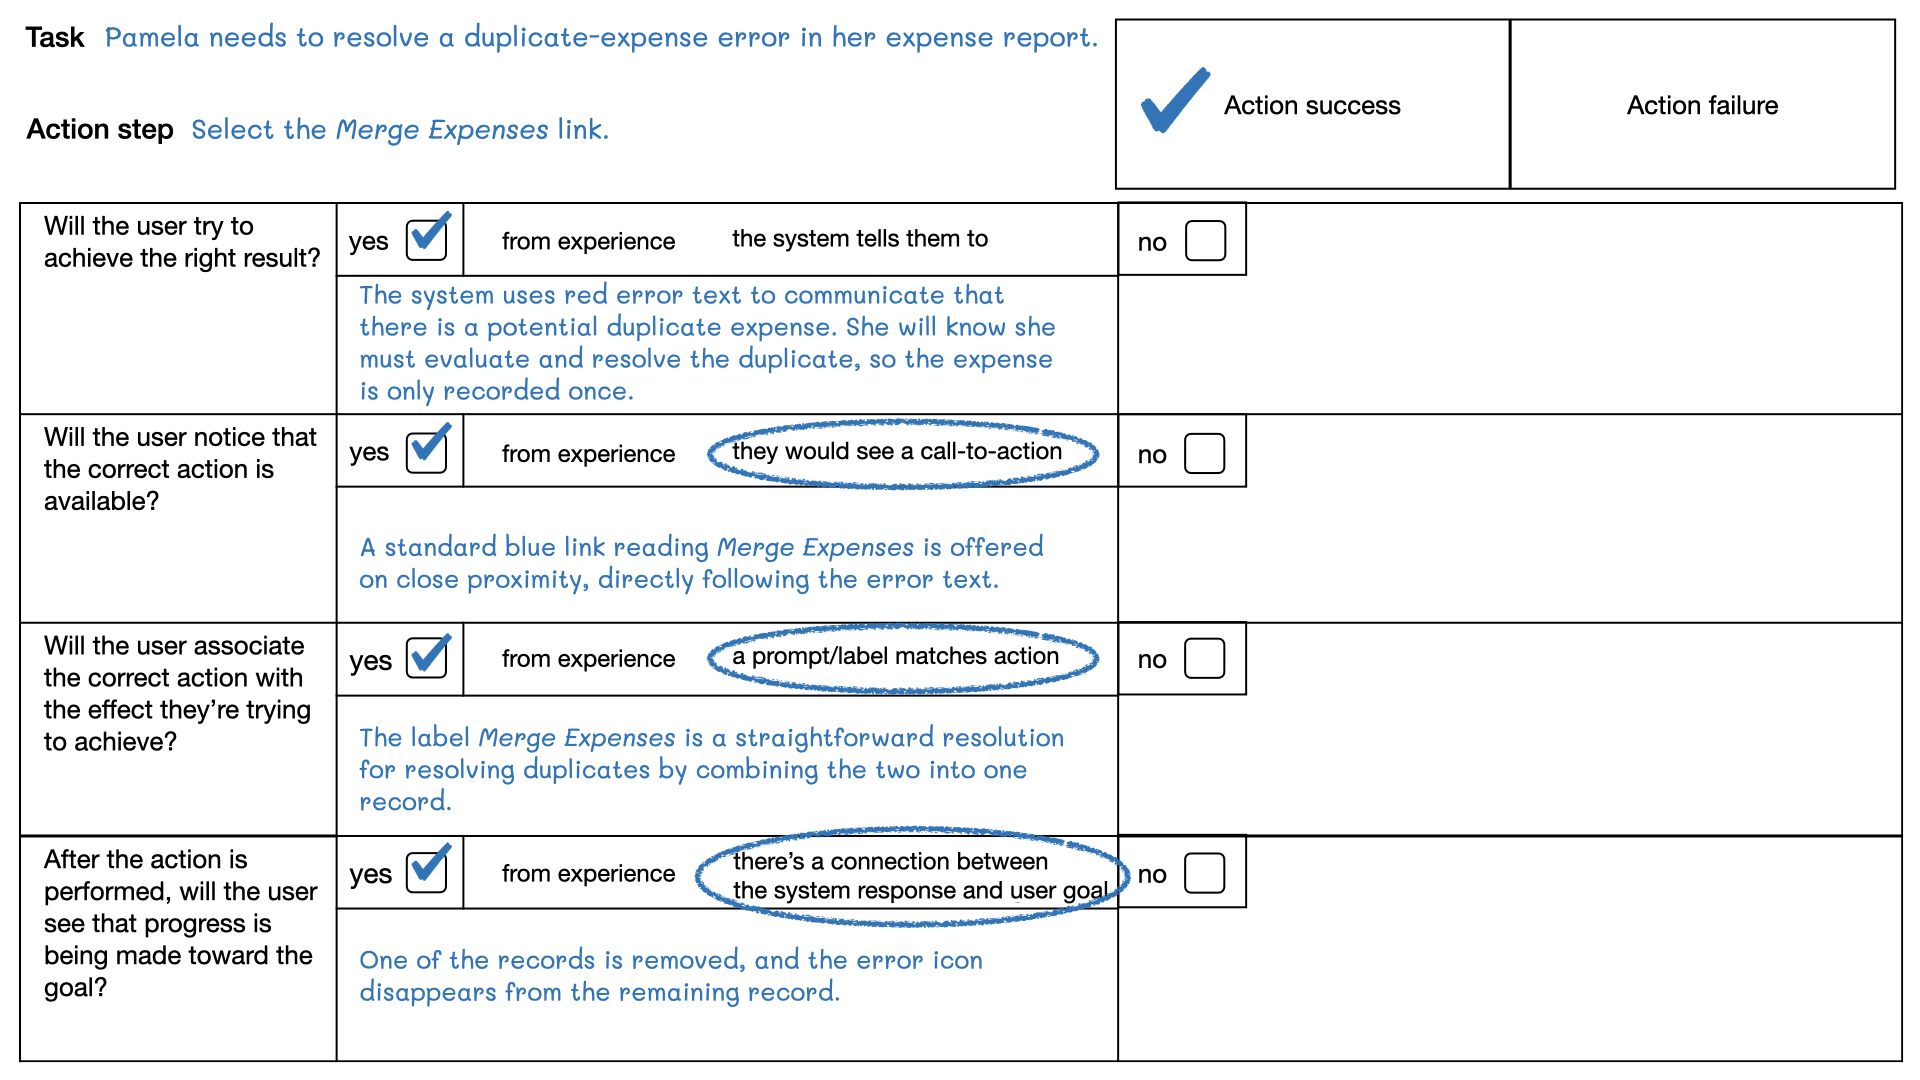 Task Pamela needs to resolve a duplicate-expense error in her expense report.
Action step Select the Merge Expenses link.
Action success
Action failure
Will the user try to
achieve the right result?
yes
from experience
the system tells them to
no
The system uses red error text to communicate that
there is a potential duplicate expense. She will know she
must evaluate and resolve the duplicate, so the expense
is only recorded once.
Will the user notice that
the correct action is
available?
yes
from experience
they would see a call-to-action
no
A standard blue link reading Merge Expenses is offered
on close proximity, directly following the error text.
Will the user associate
the correct action with
the effect they're trying
to achieve?
yes
from experience
a prompt/label matches action
no
The label Merge Expenses is a straightforward resolution
for resolving duplicates by combining the two into one
record.
After the action is
performed, will the user
see that progress is
being made toward the
goal?
yes
from experience
there's a connection between
the system response and user goal
no
One of the records is removed, and the error icon
disappears from the remaining record.